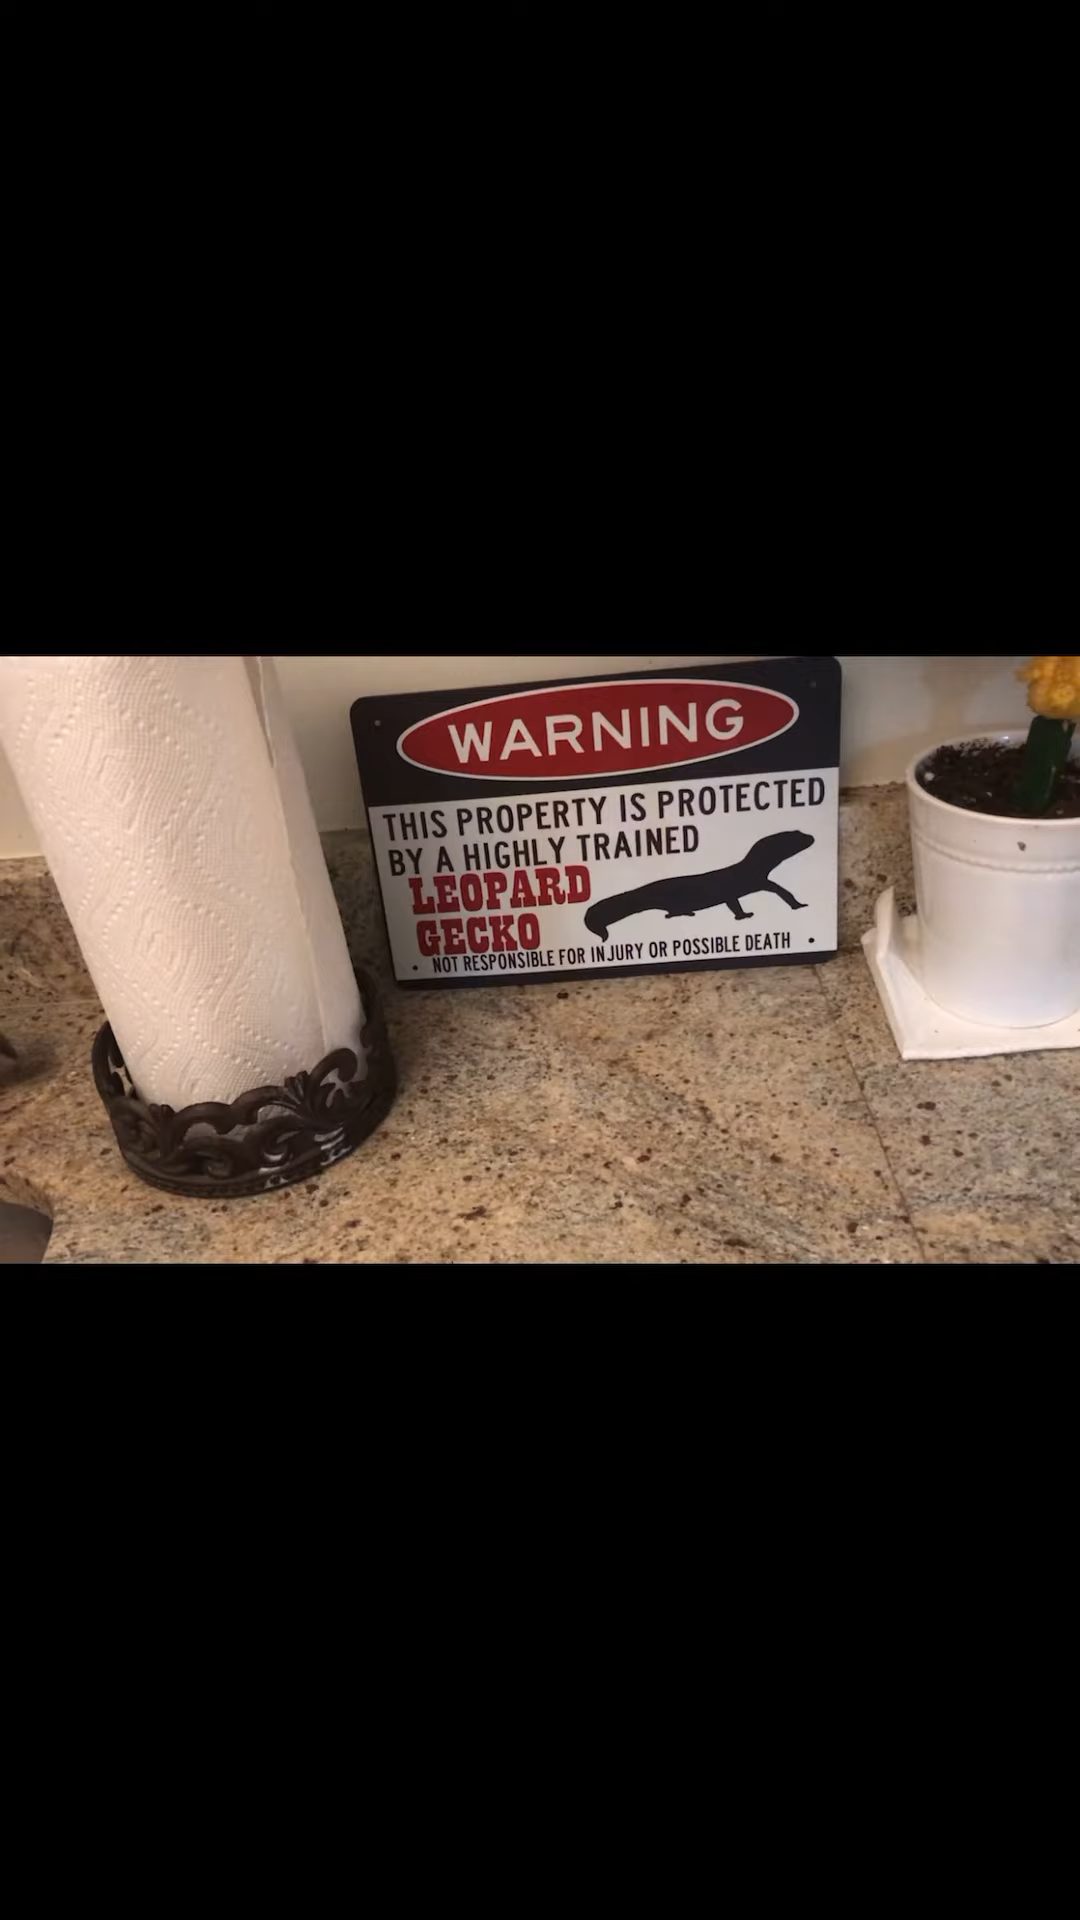 WARNING
THIS PROPERTY IS PROTECTED
BY A HIGHLY TRAINED
LEOPARD
GECKO
• NOT RESPONSIBLE FOR INJURY OR POSSIBLE DEATH •